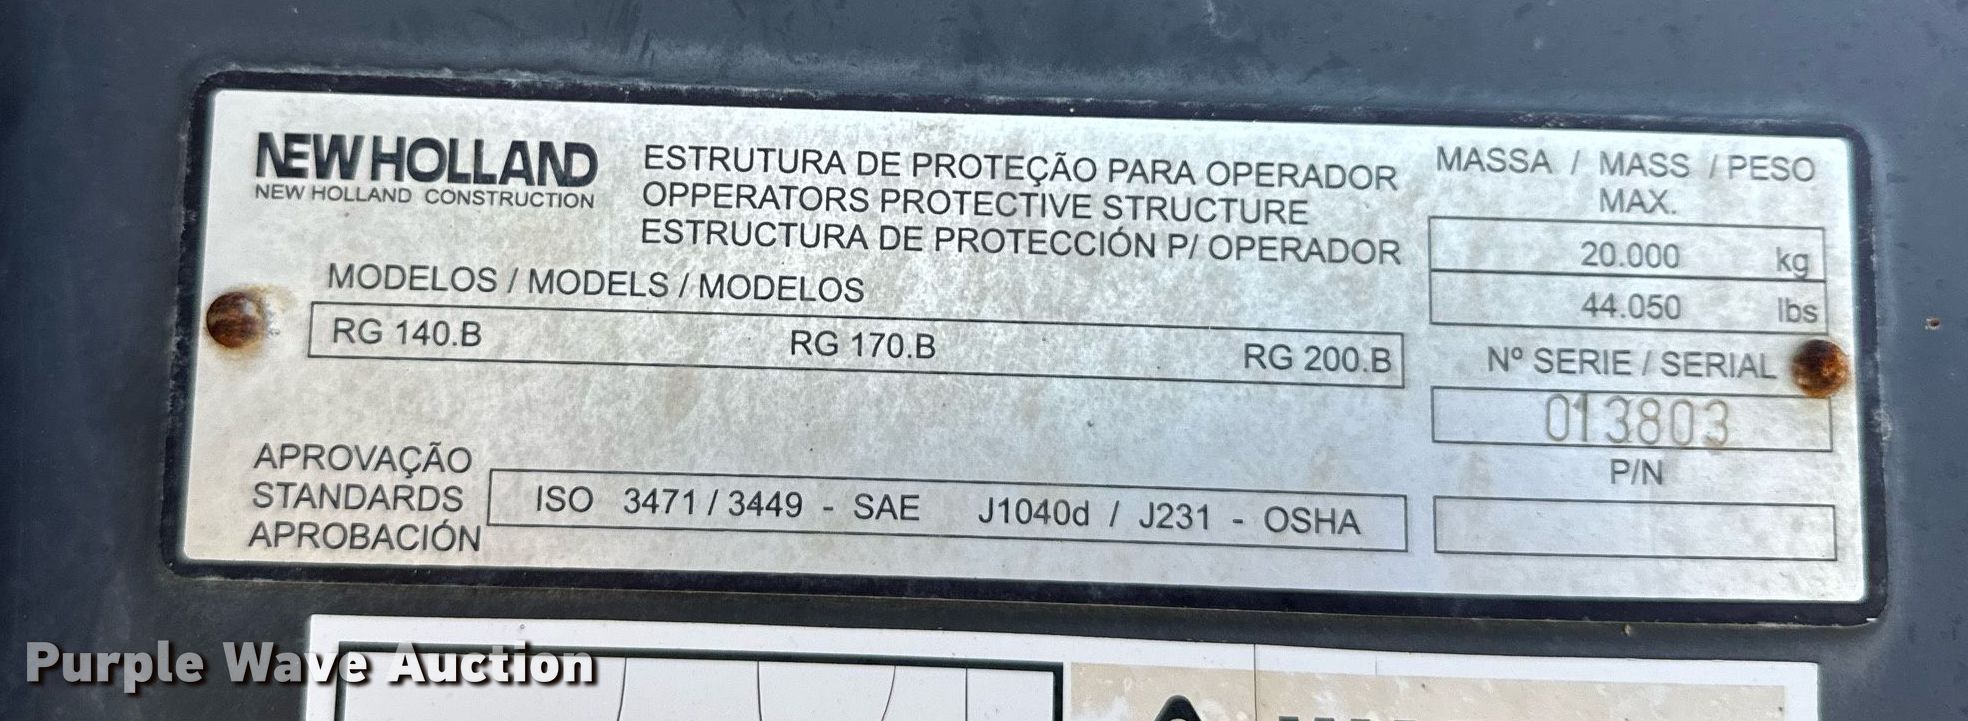 NEW HOLLAND
NEW HOLLAND CONSTRUCTION
ESTRUTURA DE PROTEÇÃO PARA OPERADOR
OPPERATORS PROTECTIVE STRUCTURE
ESTRUCTURA DE PROTECCIÓN P/ OPERADOR
MASSA / MASS / PESO
MAX.
20.000 kg
44.050 lbs
MODELOS / MODELS / MODELOS
RG 140.B RG 170.B RG 200.B
Nº SERIE / SERIAL
013803
P/N
APROVAÇÃO
STANDARDS
APROBACIÓN
ISO 3471 / 3449 - SAE J1040d / J231 - OSHA
Purple Wave Auction